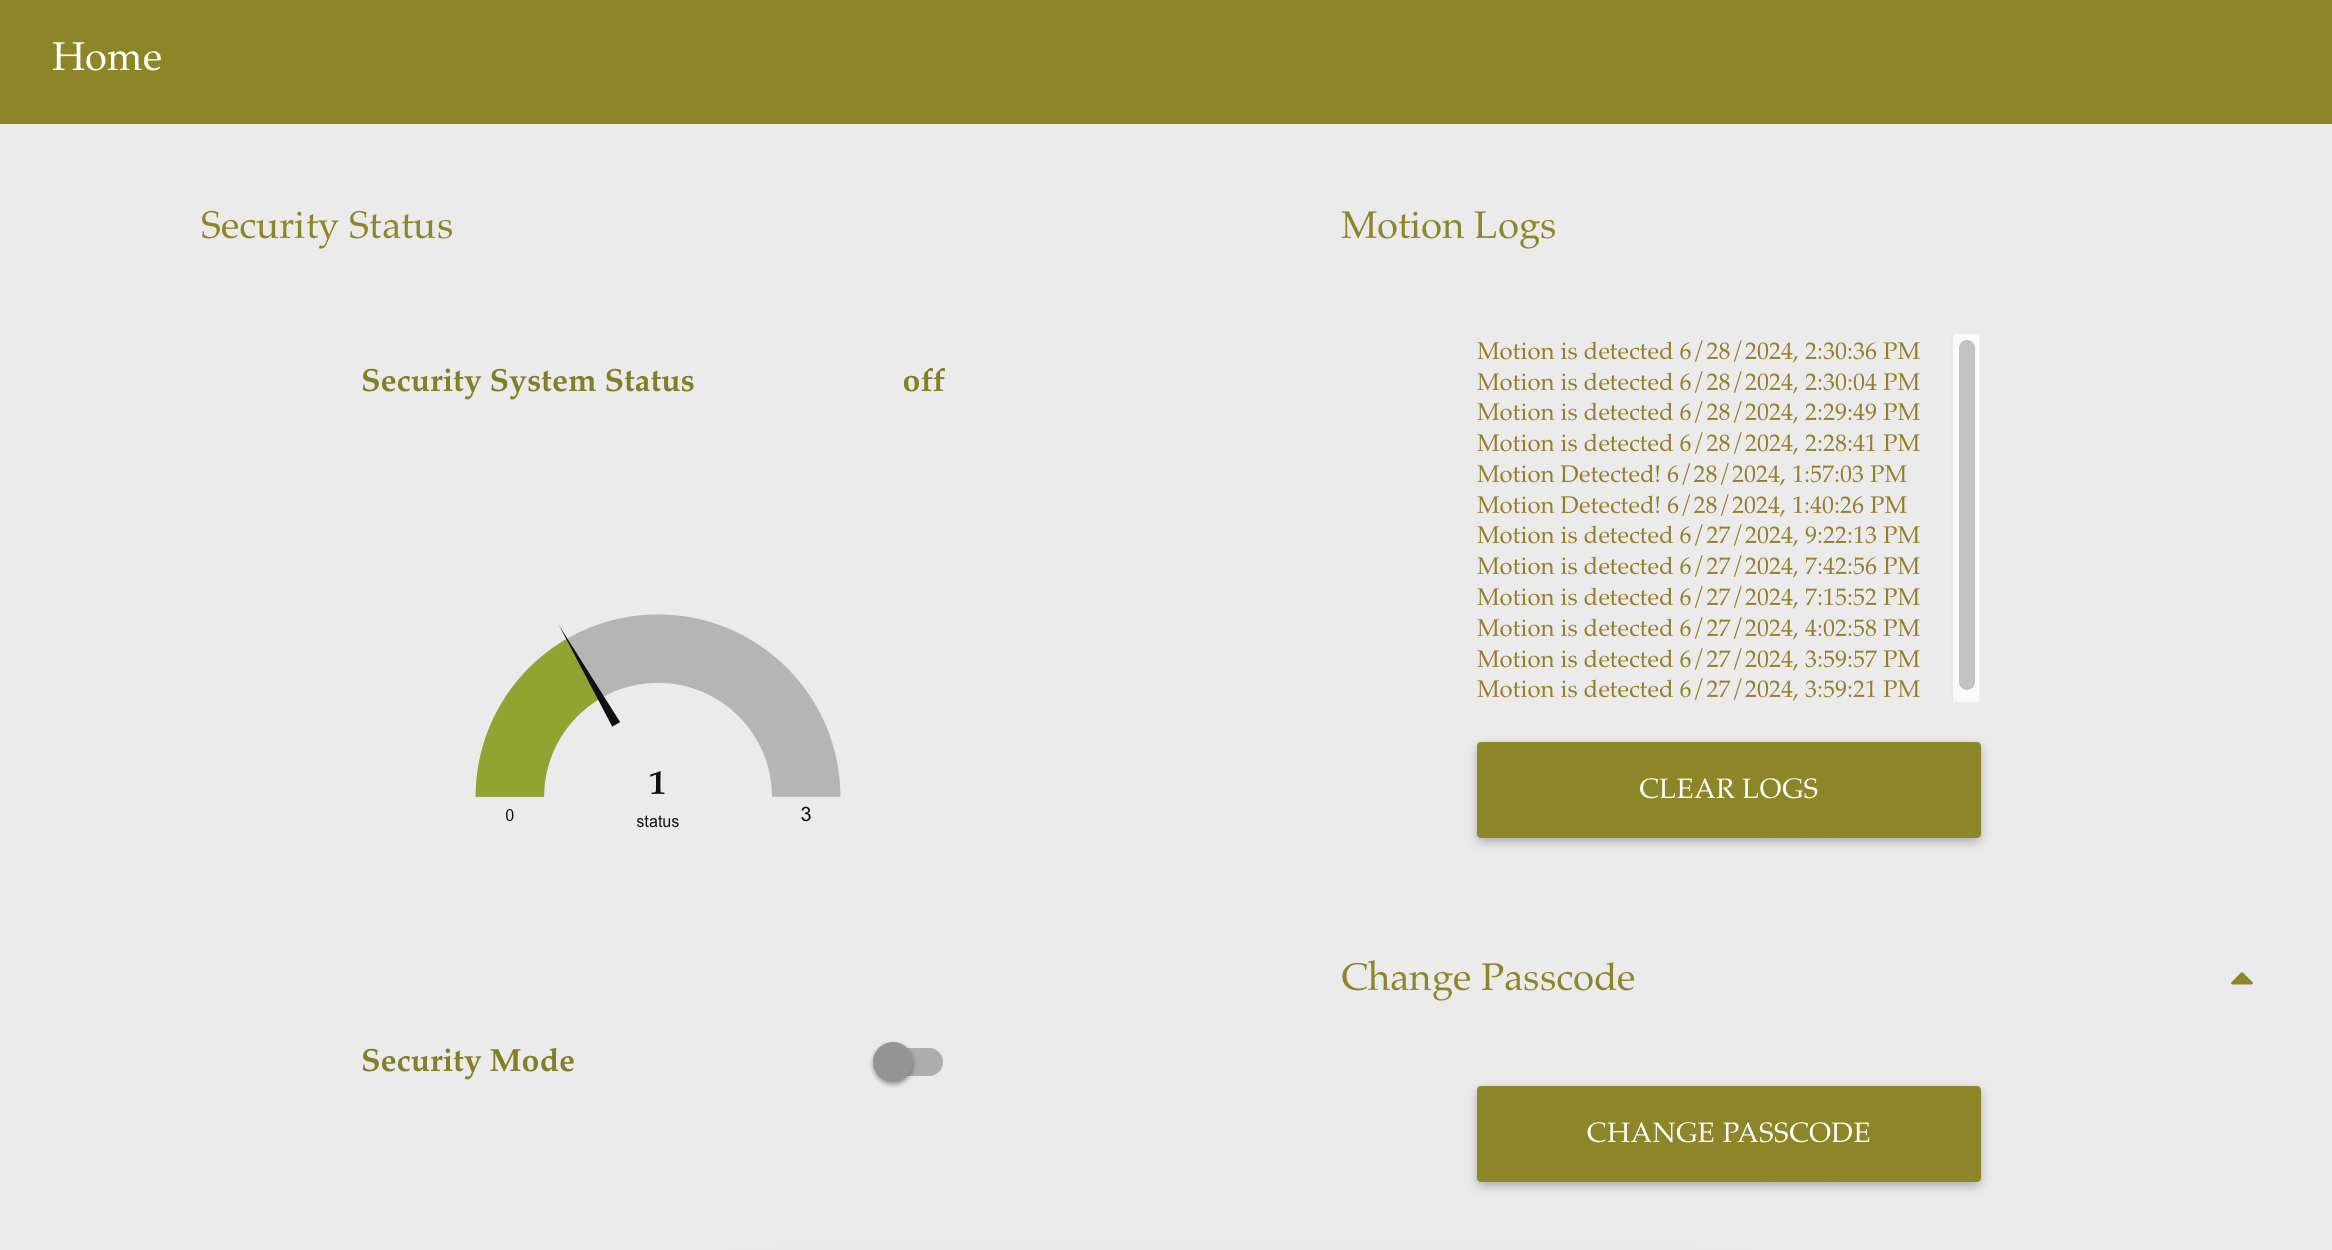 Home
Security Status
Security System Status off
1
0 status 3
Security Mode
Motion Logs
Motion is detected 6/28/2024, 2:30:36 PM
Motion is detected 6/28/2024, 2:30:04 PM
Motion is detected 6/28/2024, 2:29:49 PM
Motion is detected 6/28/2024, 2:28:41 PM
Motion Detected! 6/28/2024, 1:57:03 PM
Motion Detected! 6/28/2024, 1:40:26 PM
Motion is detected 6/27/2024, 9:22:13 PM
Motion is detected 6/27/2024, 7:42:56 PM
Motion is detected 6/27/2024, 7:15:52 PM
Motion is detected 6/27/2024, 4:02:58 PM
Motion is detected 6/27/2024, 3:59:57 PM
Motion is detected 6/27/2024, 3:59:21 PM
CLEAR LOGS
Change Passcode
CHANGE PASSCODE